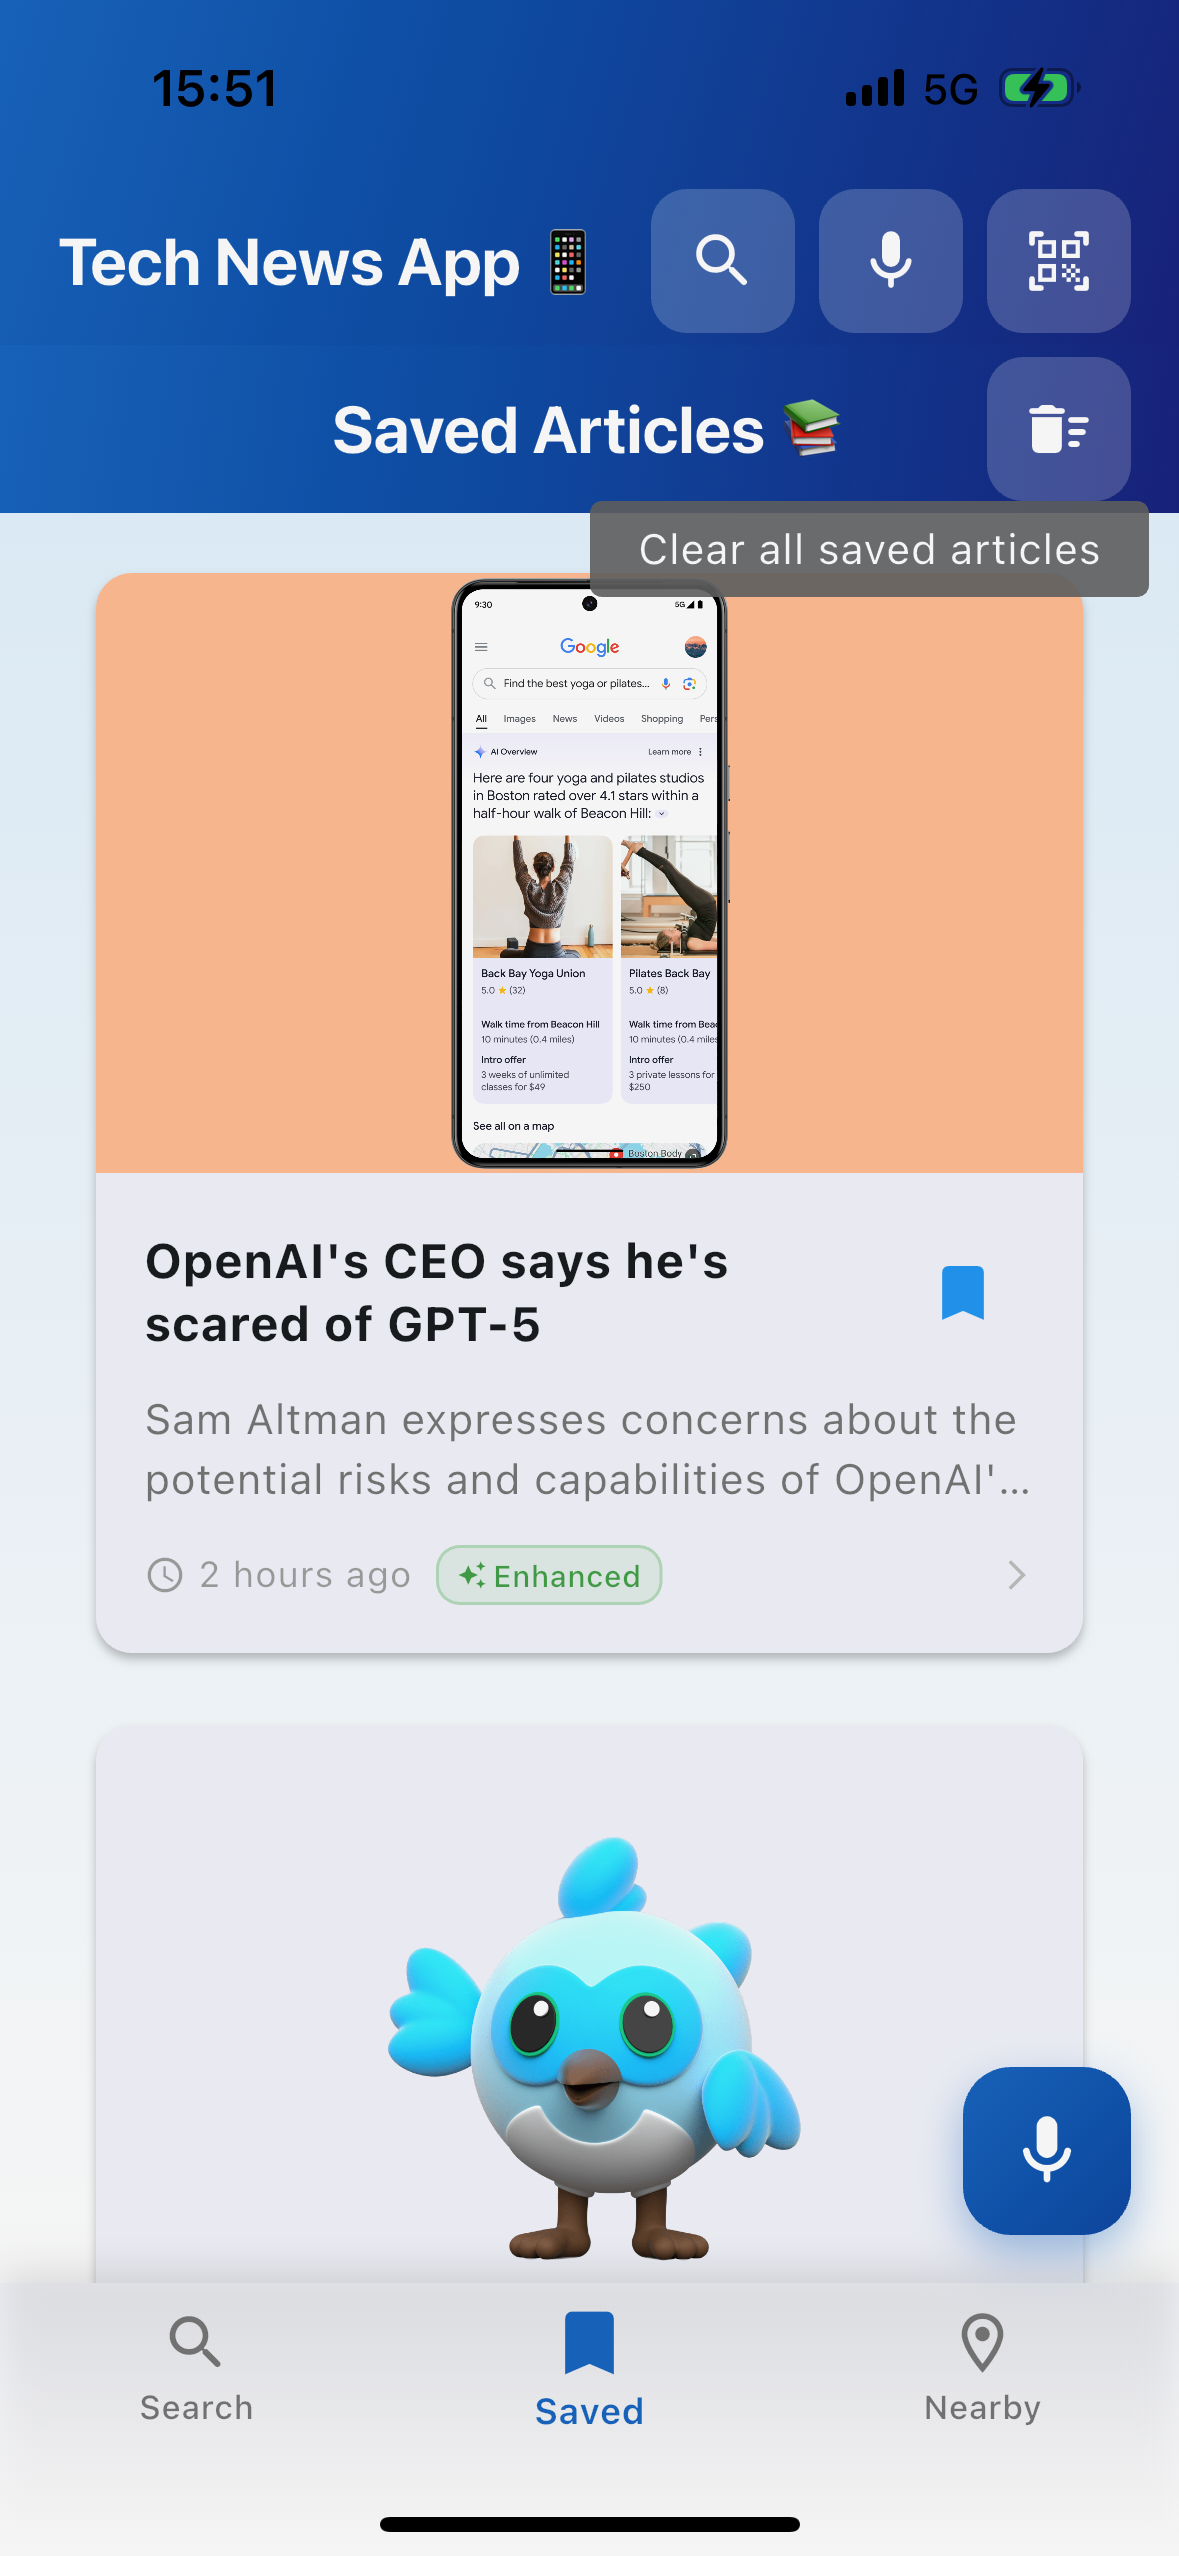 15:51
5G
Tech News App
Saved Articles
Clear all saved articles
9:30
5G
Google
Find the best yoga or pilates...
All Images News Videos Shopping Pers
AI Overview
Learn more
Here are four yoga and pilates studios
in Boston rated over 4.1 stars within a
half-hour walk of Beacon Hill:
Back Bay Yoga Union
5.0 ★ (32)
Walk time from Beacon Hill
10 minutes (0.4 miles)
Intro offer
3 weeks of unlimited
classes for $49
Pilates Back Bay
5.0 ★ (8)
Walk time from Beac
10 minutes (0.4 miles
Intro offer
3 private lessons for
$250
See all on a map
Boston Body
OpenAI's CEO says he's
scared of GPT-5
Sam Altman expresses concerns about the
potential risks and capabilities of OpenAI'...
2 hours ago
Enhanced
Search
Saved
Nearby